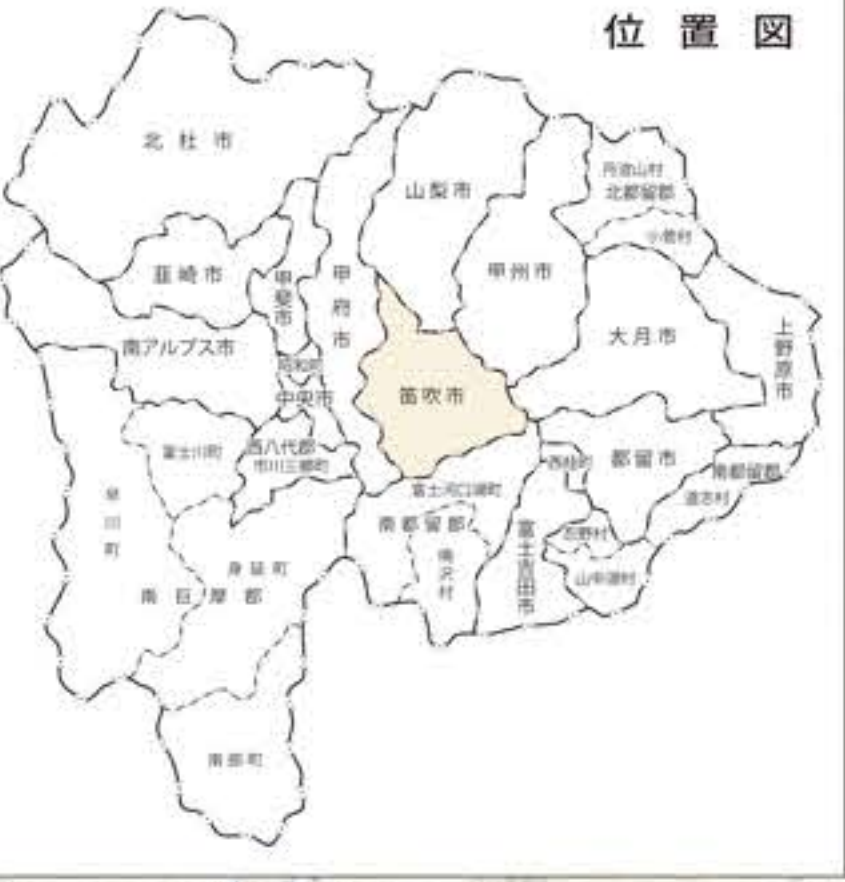 位置図
北杜市
山梨市
丹波山村
北都留郡
小菅村
韮崎市
甲斐市
甲府市
甲州市
大月市
上野原市
南アルプス市
昭和町
中央市
笛吹市
富士川町
西八代郡
市川三郷町
西桂町
都留市
南都留郡
道志村
早川町
富士河口湖町
南都留郡
鳴沢村
富士吉田市
忍野村
山中湖村
身延町
南巨摩郡
南部町